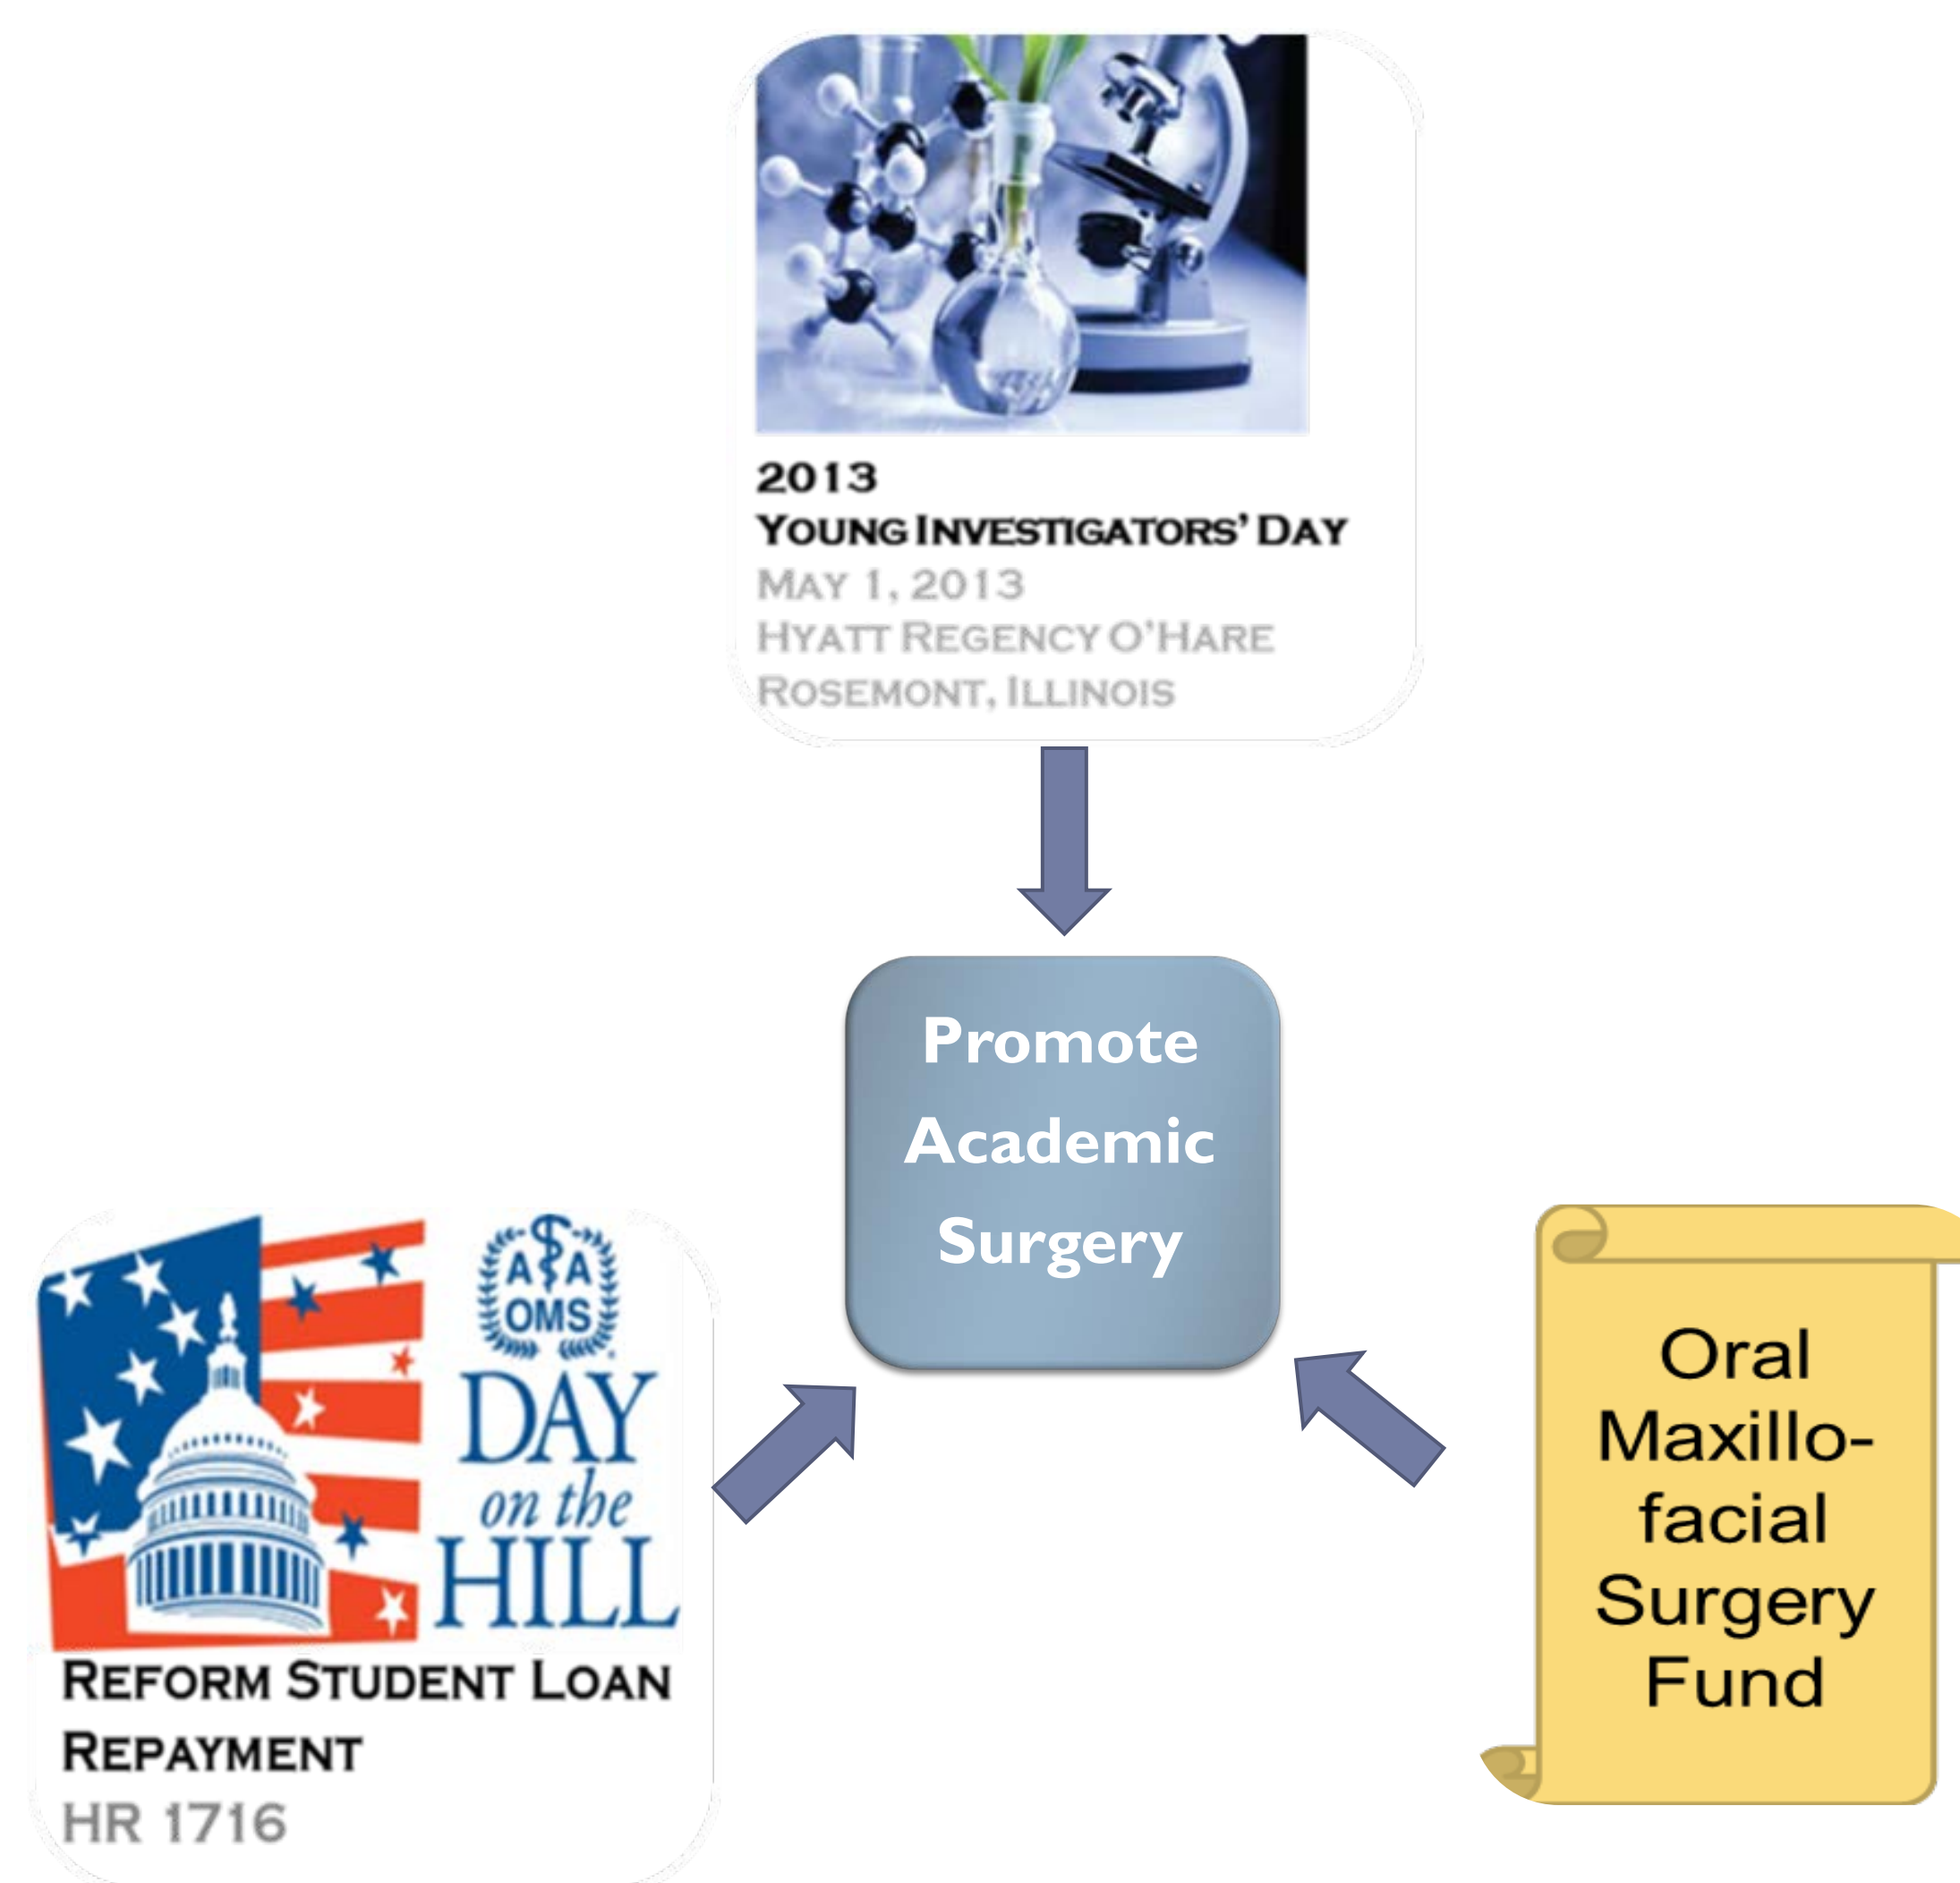 2013
YOUNG INVESTIGATORS' DAY
MAY 1, 2013
HYATT REGENCY O'HARE
ROSEMONT, ILLINOIS
Promote
Academic
Surgery
A A
OMS
DAY
on the
HILL
REFORM STUDENT LOAN
REPAYMENT
HR 1716
Oral
Maxillo-
facial
Surgery
Fund